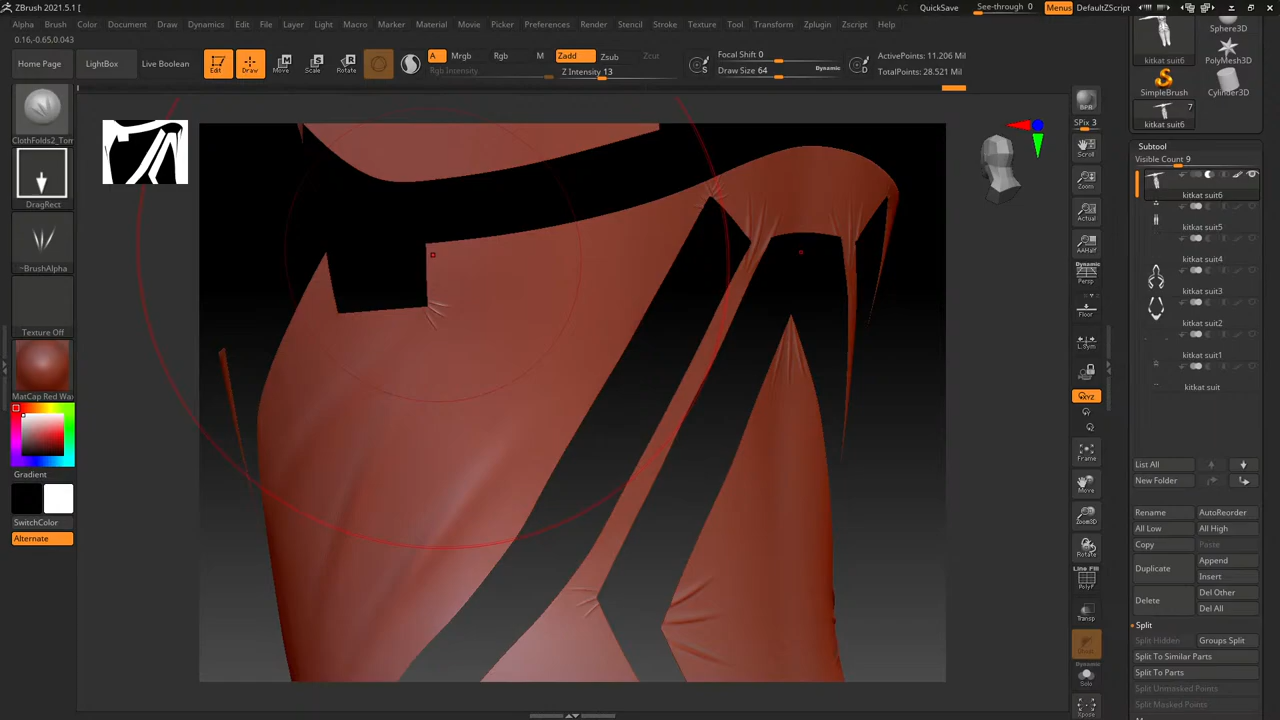 ZBrush 2021.5.1 [
AC QuickSave See-through 0 Menus DefaultZScript
Alpha Brush Color Document Draw Dynamics Edit File Layer Light Macro Marker Material Movie Picker Preferences Render Stencil Stroke Texture Tool Transform Zplugin Zscript Help
0.16,-0.65,0.043
Home Page LightBox Live Boolean Edit Draw Move Scale Rotate
A Mrgb Rgb M Zadd Zsub Zcut
Rgb Intensity Z Intensity 13
Focal Shift 0
Draw Size 64 Dynamic
ActivePoints: 11.206 Mil
TotalPoints: 28.521 Mil
ClothFolds2_Tom
DragRect
~BrushAlpha
Texture Off
MatCap Red Wax
Gradient
SwitchColor
Alternate
BPR
SPix 3
Scroll
Zoom
Actual
AAHalf
Dynamic
Persp
Floor
L.Sym
XYZ
Frame
Move
Zoom3D
Rotate
Line Fill
PolyF
Transp
Dynamic
Solo
Xpose
kitkat suit6
Sphere3D
PolyMesh3D
SimpleBrush
Cylinder3D
7
kitkat suit6
Subtool
Visible Count 9
kitkat suit6
kitkat suit5
kitkat suit4
kitkat suit3
kitkat suit2
kitkat suit1
kitkat suit
List All
New Folder
Rename AutoReorder
All Low All High
Copy Paste
Duplicate Append
Insert
Delete Del Other
Del All
Split
Split Hidden Groups Split
Split To Similar Parts
Split To Parts
Split Unmasked Points
Split Masked Points